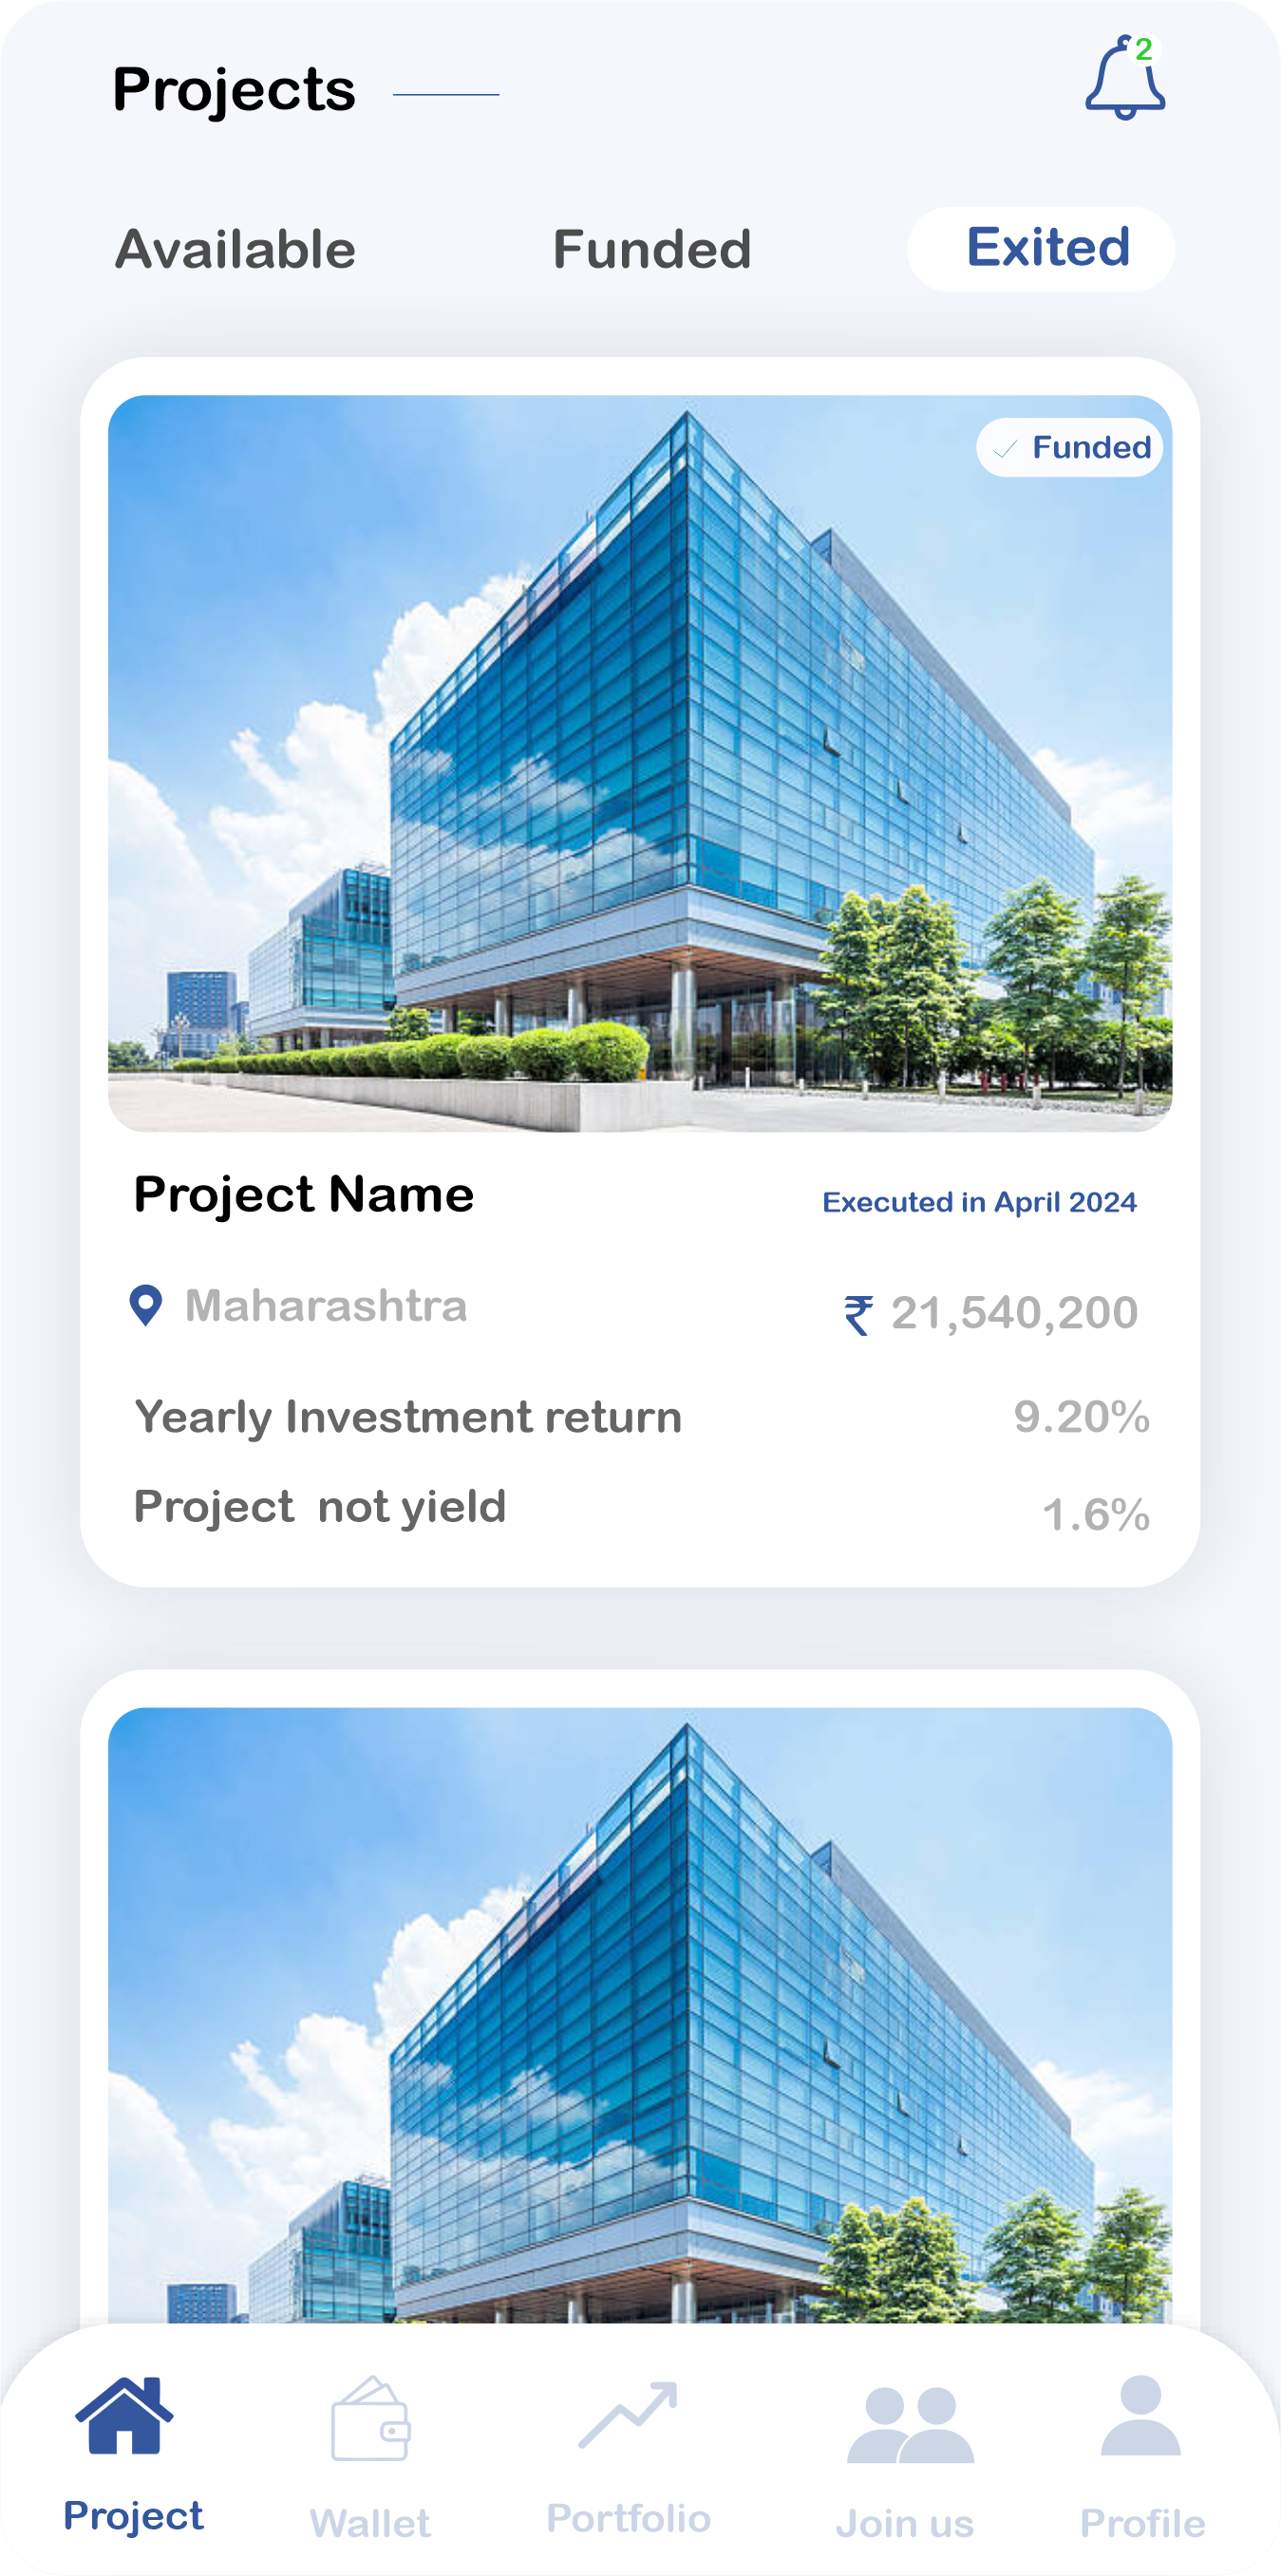 Projects
2
Available Funded Exited
Funded
Project Name Executed in April 2024
Maharashtra ₹ 21,540,200
Yearly Investment return 9.20%
Project not yield 1.6%
Project Wallet Portfolio Join us Profile